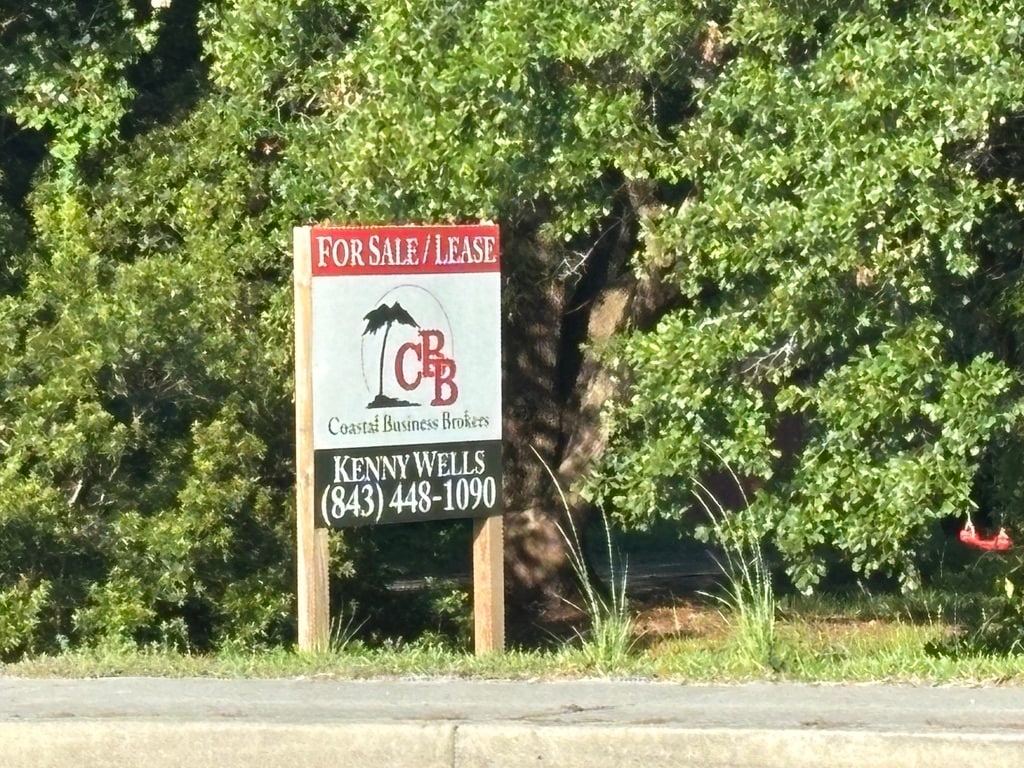 FOR SALE / LEASE
CBB
Coastal Business Brokers
KENNY WELLS
(843) 448-1090